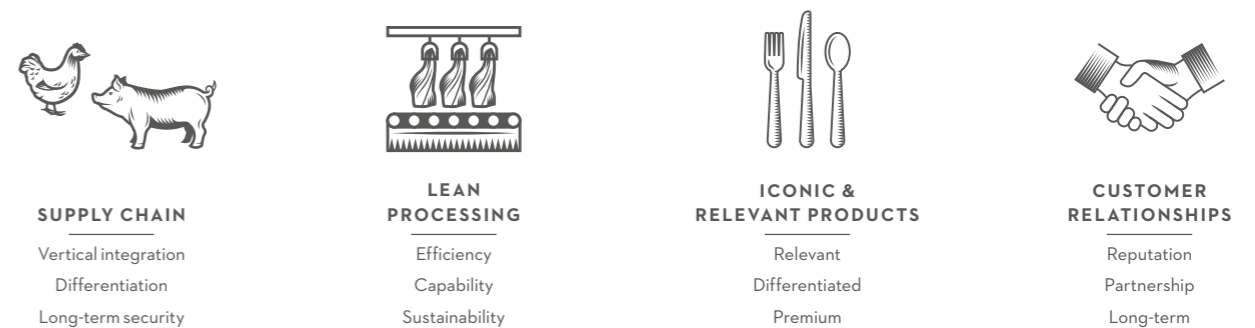 SUPPLY CHAIN
Vertical integration
Differentiation
Long-term security
LEAN
PROCESSING
Efficiency
Capability
Sustainability
ICONIC &
RELEVANT PRODUCTS
Relevant
Differentiated
Premium
CUSTOMER
RELATIONSHIPS
Reputation
Partnership
Long-term